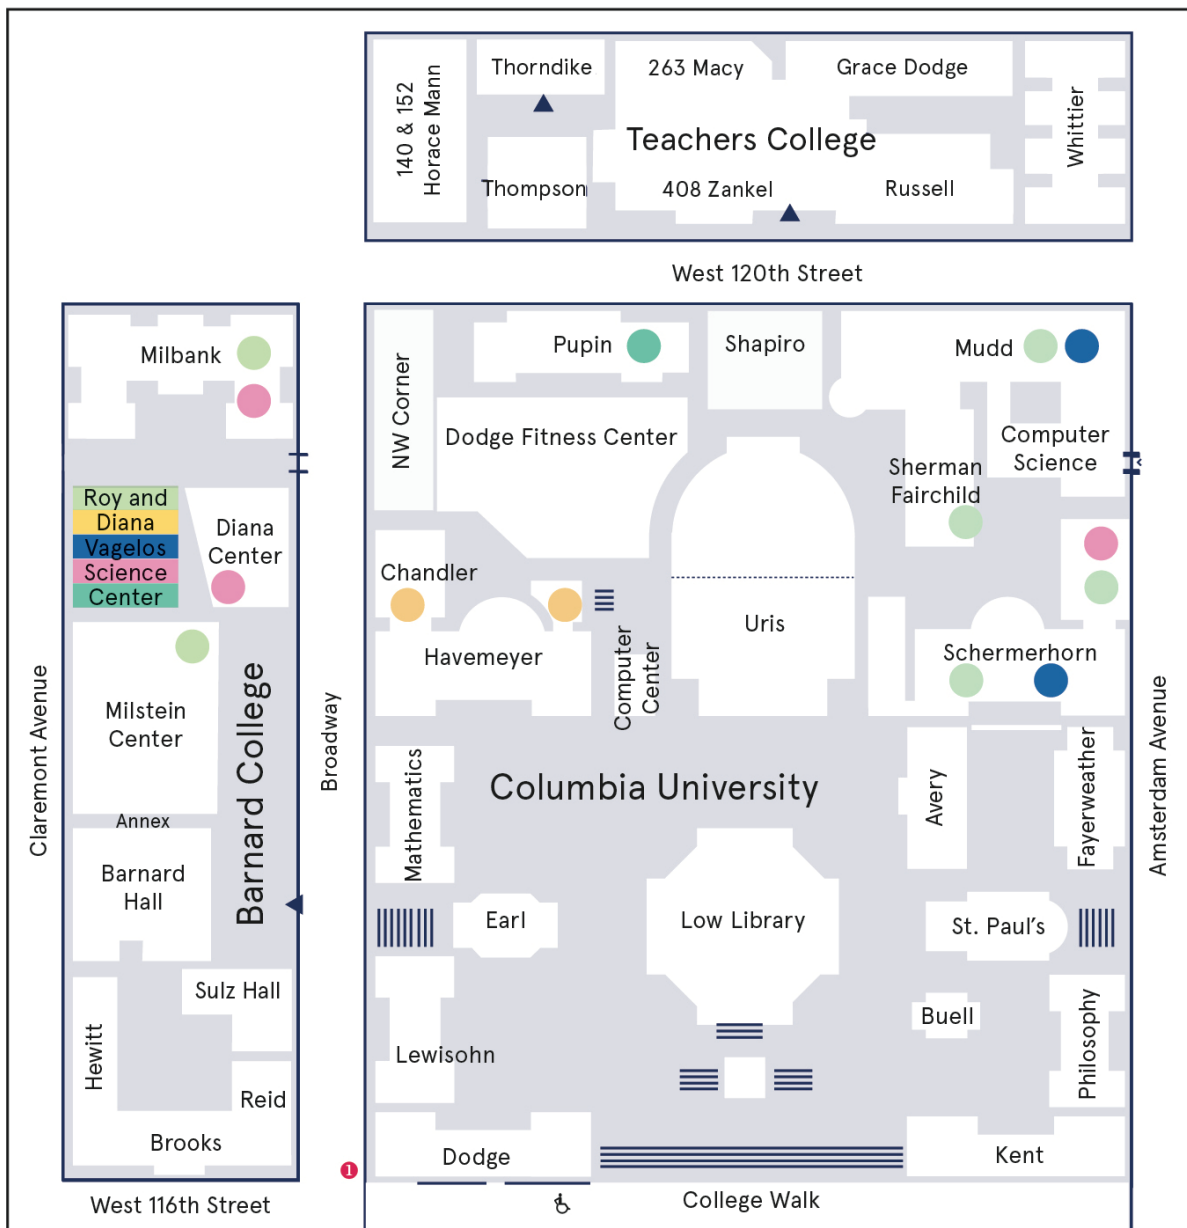 140 & 152
Horace Mann
Thorndike
263 Macy
Grace Dodge
Whittier
Teachers College
Thompson
408 Zankel
Russell
West 120th Street
Milbank
NW Corner
Pupin
Shapiro
Mudd
Dodge Fitness Center
Computer
Science
Sherman
Fairchild
Roy and
Diana
Vagelos
Science
Center
Diana
Center
Chandler
Havemeyer
Computer
Center
Uris
Schermerhorn
Claremont Avenue
Milstein
Center
Barnard College
Broadway
Mathematics
Columbia University
Avery
Fayerweather
Amsterdam Avenue
Annex
Barnard
Hall
Earl
Low Library
St. Paul's
Sulz Hall
Hewitt
Lewisohn
Buell
Philosophy
Reid
Brooks
1
Dodge
Kent
West 116th Street
College Walk